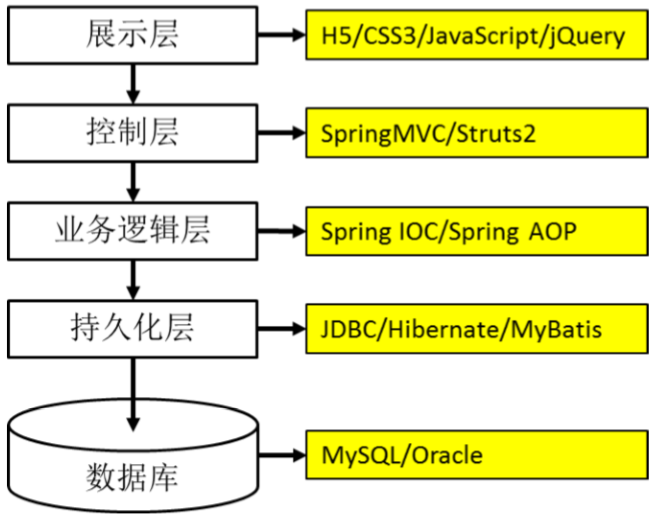 展示层
H5/CSS3/JavaScript/jQuery
控制层
SpringMVC/Struts2
业务逻辑层
Spring IOC/Spring AOP
持久化层
JDBC/Hibernate/MyBatis
数据库
MySQL/Oracle